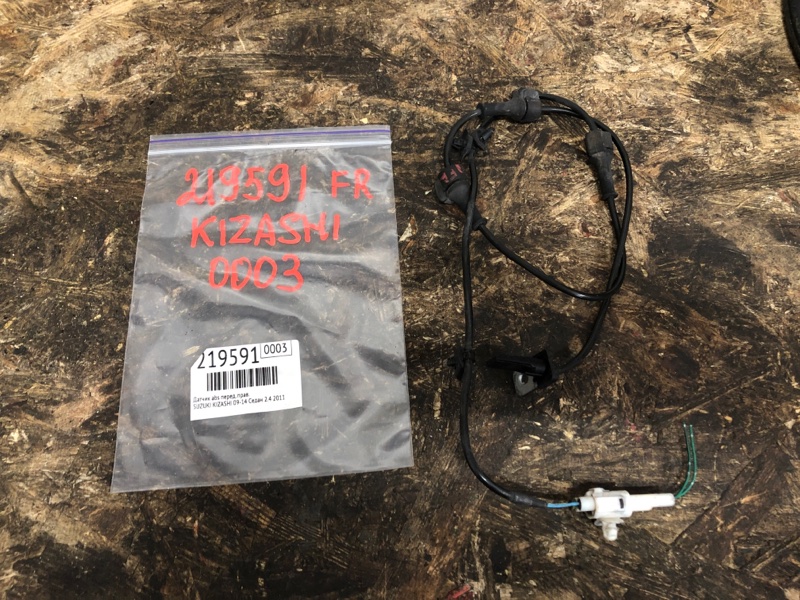 219591 FR
KIZASHI
0003
219591 0003
Датчик abs перед. прав.
SUZUKI KIZASHI 09-14 Седан 2.4 2011